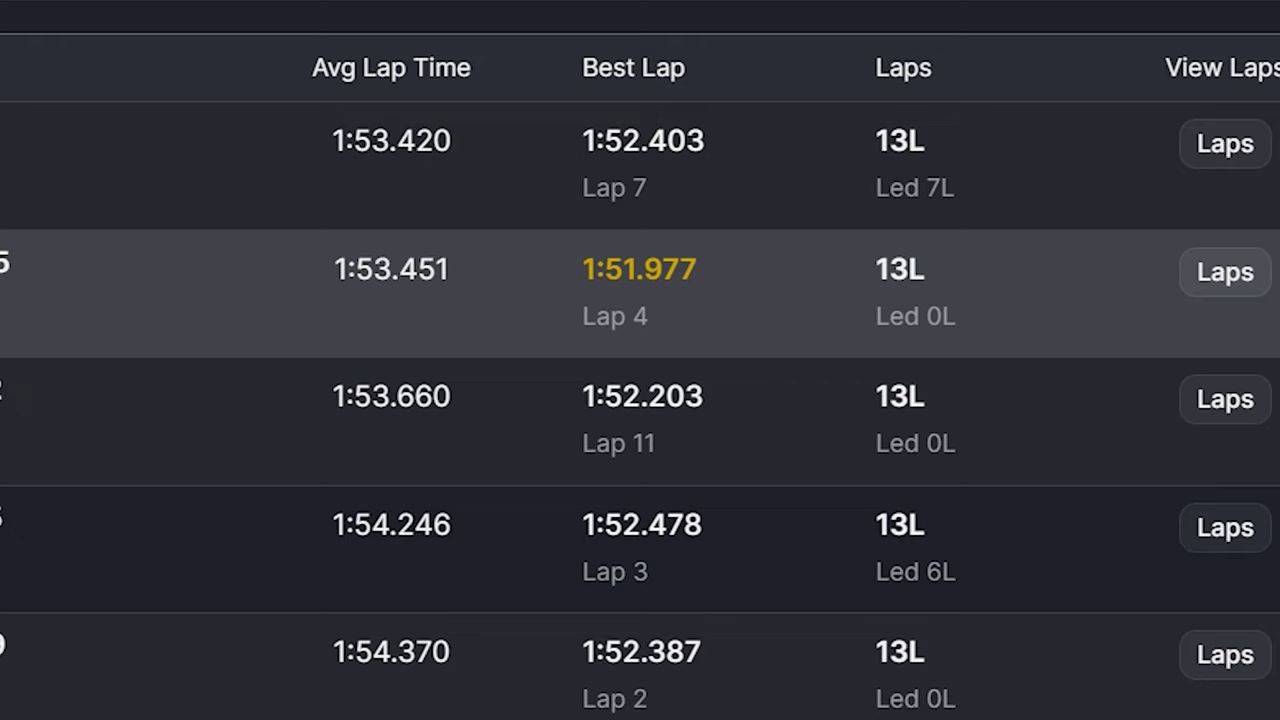 Avg Lap Time Best Lap Laps View Laps
1:53.420 1:52.403 13L Laps
Lap 7 Led 7L
5 1:53.451 1:51.977 13L Laps
Lap 4 Led 0L
1:53.660 1:52.203 13L Laps
Lap 11 Led 0L
1:54.246 1:52.478 13L Laps
Lap 3 Led 6L
1:54.370 1:52.387 13L Laps
Lap 2 Led 0L